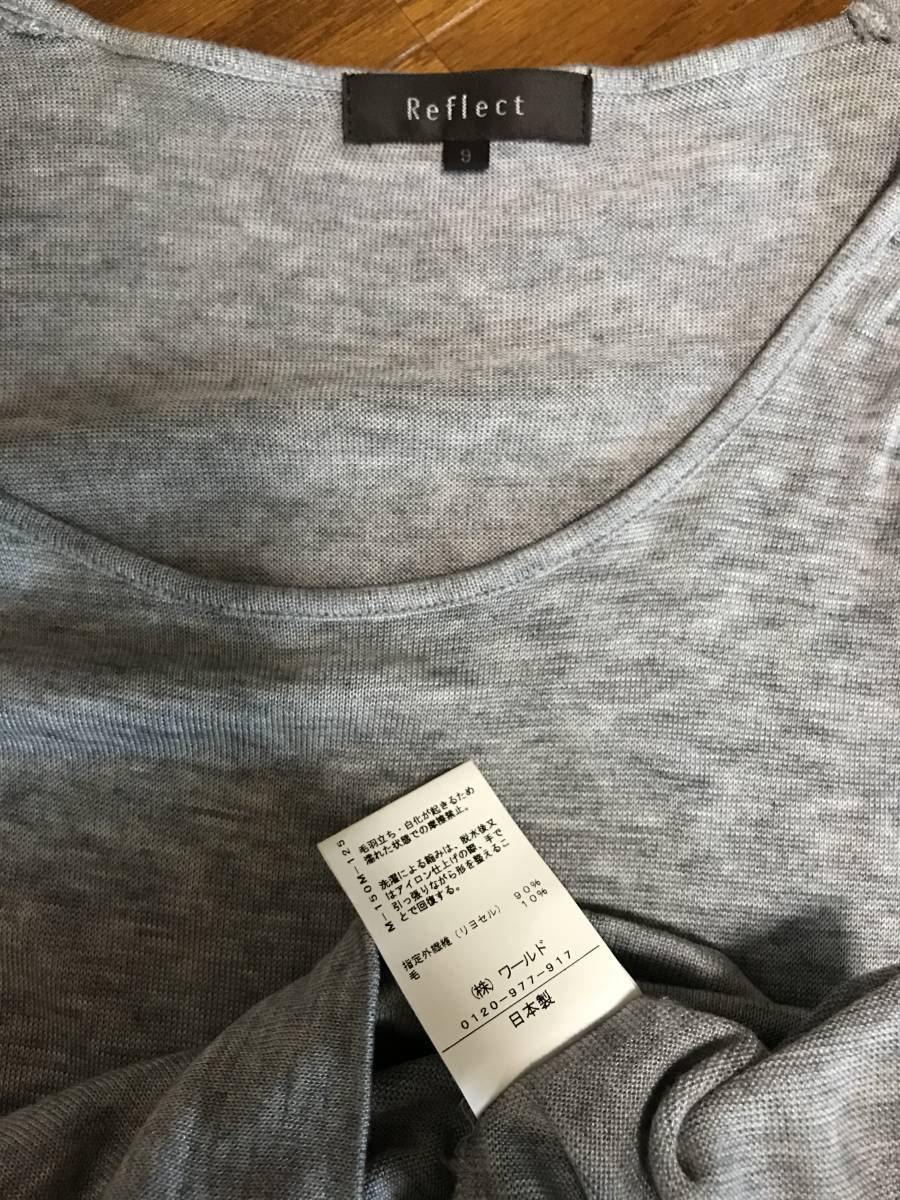 Reflect
9
M-150M-125
毛羽立ち・白化が起きるため
濡れた状態での摩擦禁止。
洗濯による縮みは、脱水後又
はアイロン仕上げの際、手で
引っ張りながら形を整えるこ
とで回復する。
指定外繊維(リヨセル) 90%
毛 10%
(株)ワールド
0120-977-917
日本製